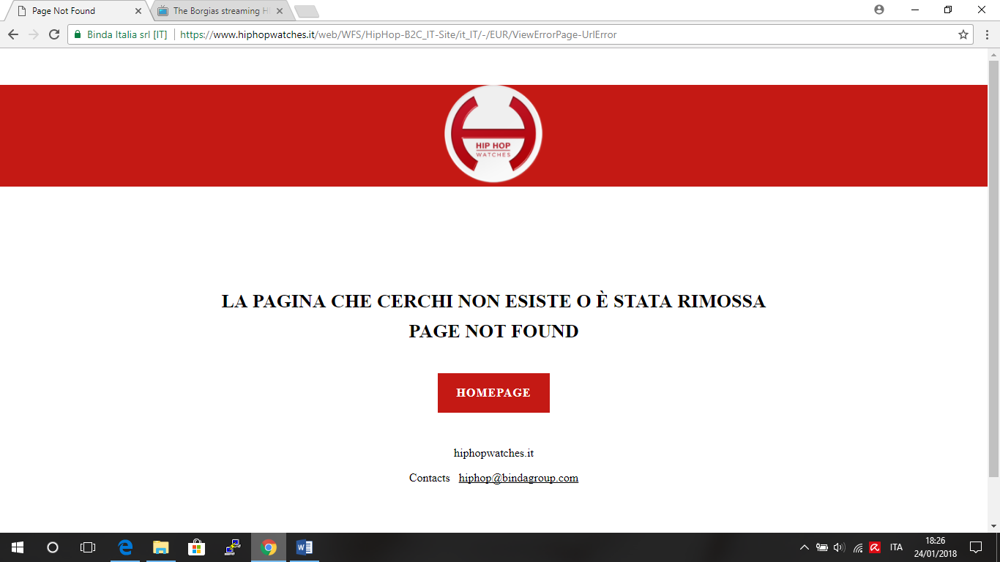 Page Not Found
The Borgias streaming H
Binda Italia srl [IT]
https://www.hiphopwatches.it/web/WFS/HipHop-B2C_IT-Site/it_IT/-/EUR/ViewErrorPage-UrlError
HIP HOP
WATCHES
LA PAGINA CHE CERCHI NON ESISTE O È STATA RIMOSSA
PAGE NOT FOUND
HOMEPAGE
hiphopwatches.it
Contacts hiphop@bindagroup.com
ITA
18:26
24/01/2018